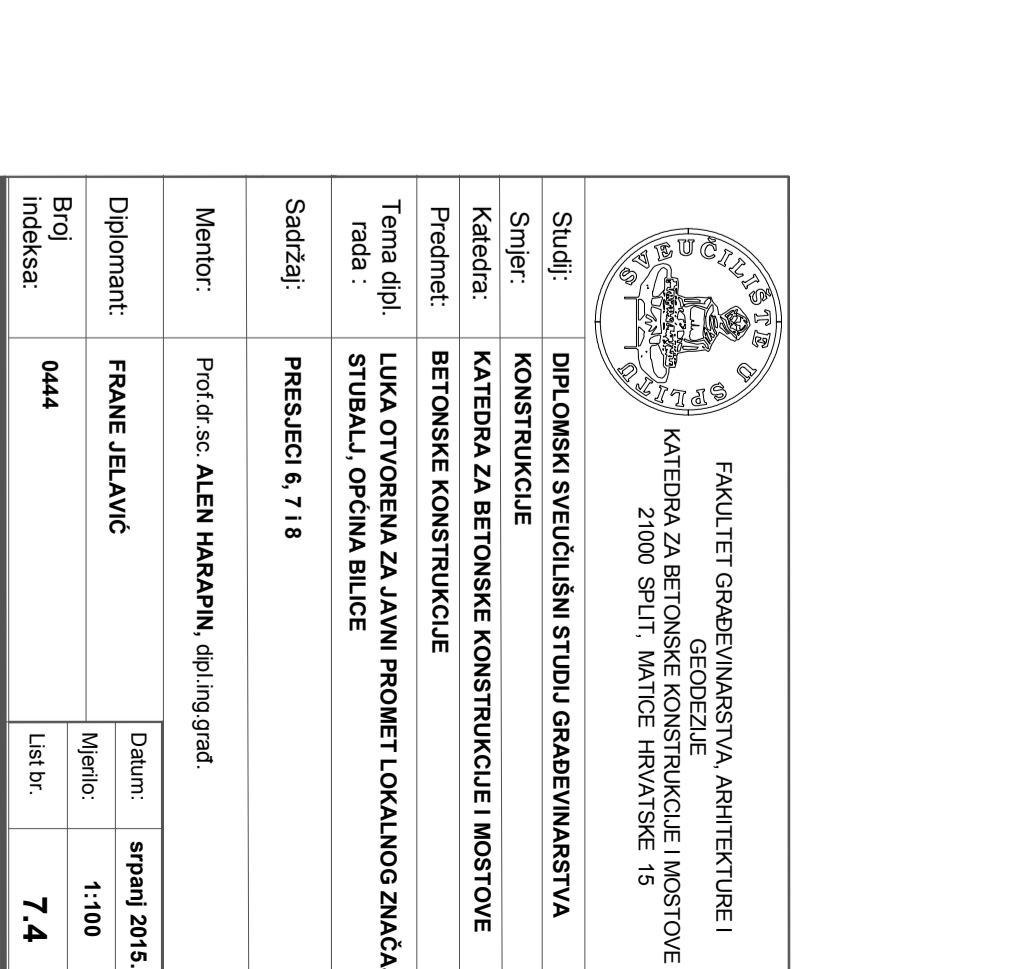 SVEUČILIŠTE U SPLITU
FAKULTET GRAĐEVINARSTVA, ARHITEKTURE I
GEODEZIJE
KATEDRA ZA BETONSKE KONSTRUKCIJE I MOSTOVE
21000 SPLIT, MATICE HRVATSKE 15
Studij: DIPLOMSKI SVEUČILIŠNI STUDIJ GRAĐEVINARSTVA
Smjer: KONSTRUKCIJE
Katedra: KATEDRA ZA BETONSKE KONSTRUKCIJE I MOSTOVE
Predmet: BETONSKE KONSTRUKCIJE
Tema dipl. LUKA OTVORENA ZA JAVNI PROMET LOKALNOG ZNAČA
rada : STUBALJ, OPĆINA BILICE
Sadržaj: PRESJECI 6, 7 i 8
Mentor: Prof.dr.sc. ALEN HARAPIN, dipl.ing.građ.
Diplomant: FRANE JELAVIĆ
Datum: srpanj 2015.
Mjerilo: 1:100
Broj
indeksa: 0444
List br. 7.4